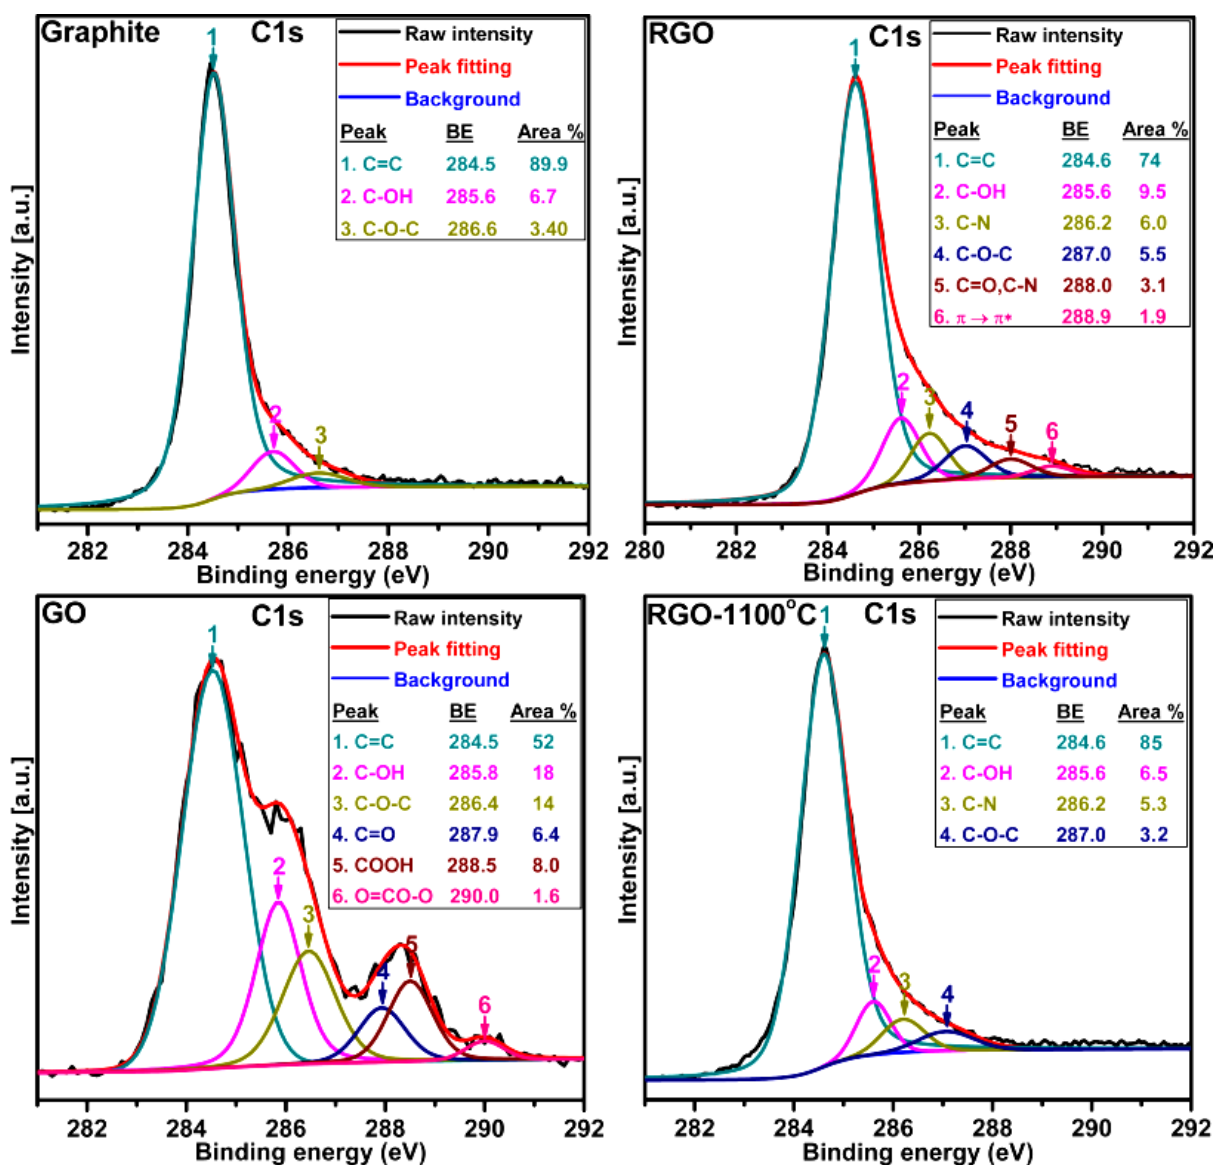 Graphite
C1s
1
Raw intensity
Peak fitting
Background
Peak BE Area %
1. C=C 284.5 89.9
2. C-OH 285.6 6.7
3. C-O-C 286.6 3.40
2
3
Intensity [a.u.]
282 284 286 288 290 292
Binding energy (eV)
RGO
C1s
1
Raw intensity
Peak fitting
Background
Peak BE Area %
1. C=C 284.6 74
2. C-OH 285.6 9.5
3. C-N 286.2 6.0
4. C-O-C 287.0 5.5
5. C=O,C-N 288.0 3.1
6. π → π* 288.9 1.9
2
3
4
5
6
Intensity [a.u.]
280 282 284 286 288 290 292
Binding energy (eV)
GO
C1s
1
Raw intensity
Peak fitting
Background
Peak BE Area %
1. C=C 284.5 52
2. C-OH 285.8 18
3. C-O-C 286.4 14
4. C=O 287.9 6.4
5. COOH 288.5 8.0
6. O=CO-O 290.0 1.6
2
3
4
5
6
Intensity [a.u.]
282 284 286 288 290 292
Binding energy (eV)
RGO-1100°C
C1s
1
Raw intensity
Peak fitting
Background
Peak BE Area %
1. C=C 284.6 85
2. C-OH 285.6 6.5
3. C-N 286.2 5.3
4. C-O-C 287.0 3.2
2
3
4
Intensity [a.u.]
282 284 286 288 290 292
Binding energy (eV)